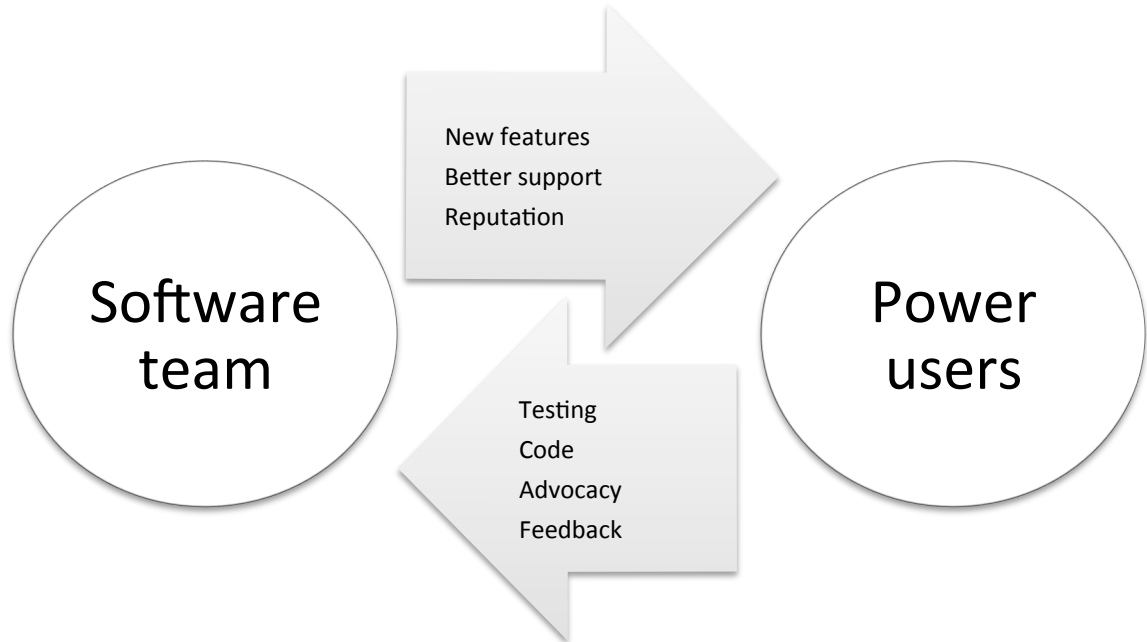 New features
Better support
Reputation
Software
team
Power
users
Testing
Code
Advocacy
Feedback